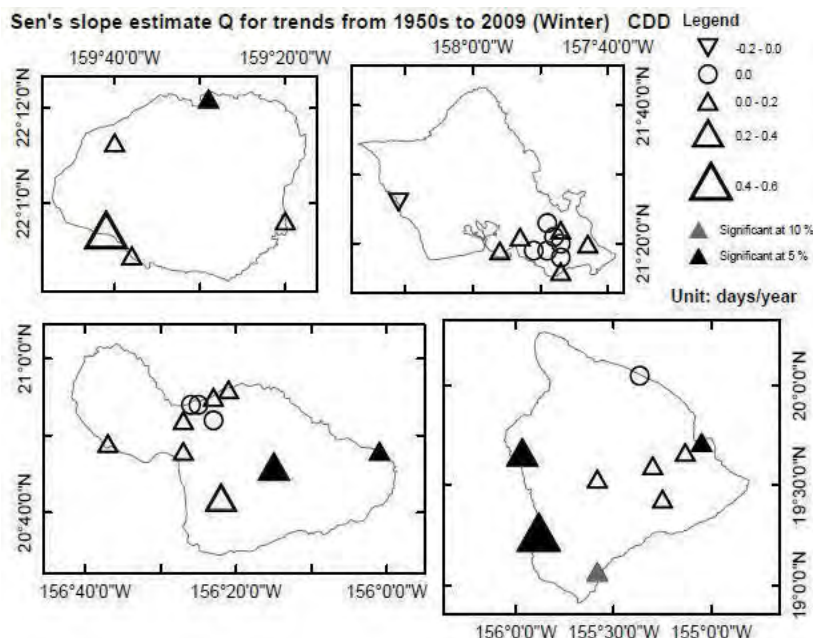 Sen's slope estimate Q for trends from 1950s to 2009 (Winter) CDD
Legend
-0.2 - 0.0
0.0
0.0 - 0.2
0.2 - 0.4
0.4 - 0.6
Significant at 10 %
Significant at 5 %
Unit: days/year
159°40'0"W 159°20'0"W
22°12'0"N
22°1'0"N
158°0'0"W 157°40'0"W
21°40'0"N
21°20'0"N
21°0'0"N
20°40'0"N
156°40'0"W 156°20'0"W 156°0'0"W
20°0'0"N
19°30'0"N
19°0'0"N
156°0'0"W 155°30'0"W 155°0'0"W